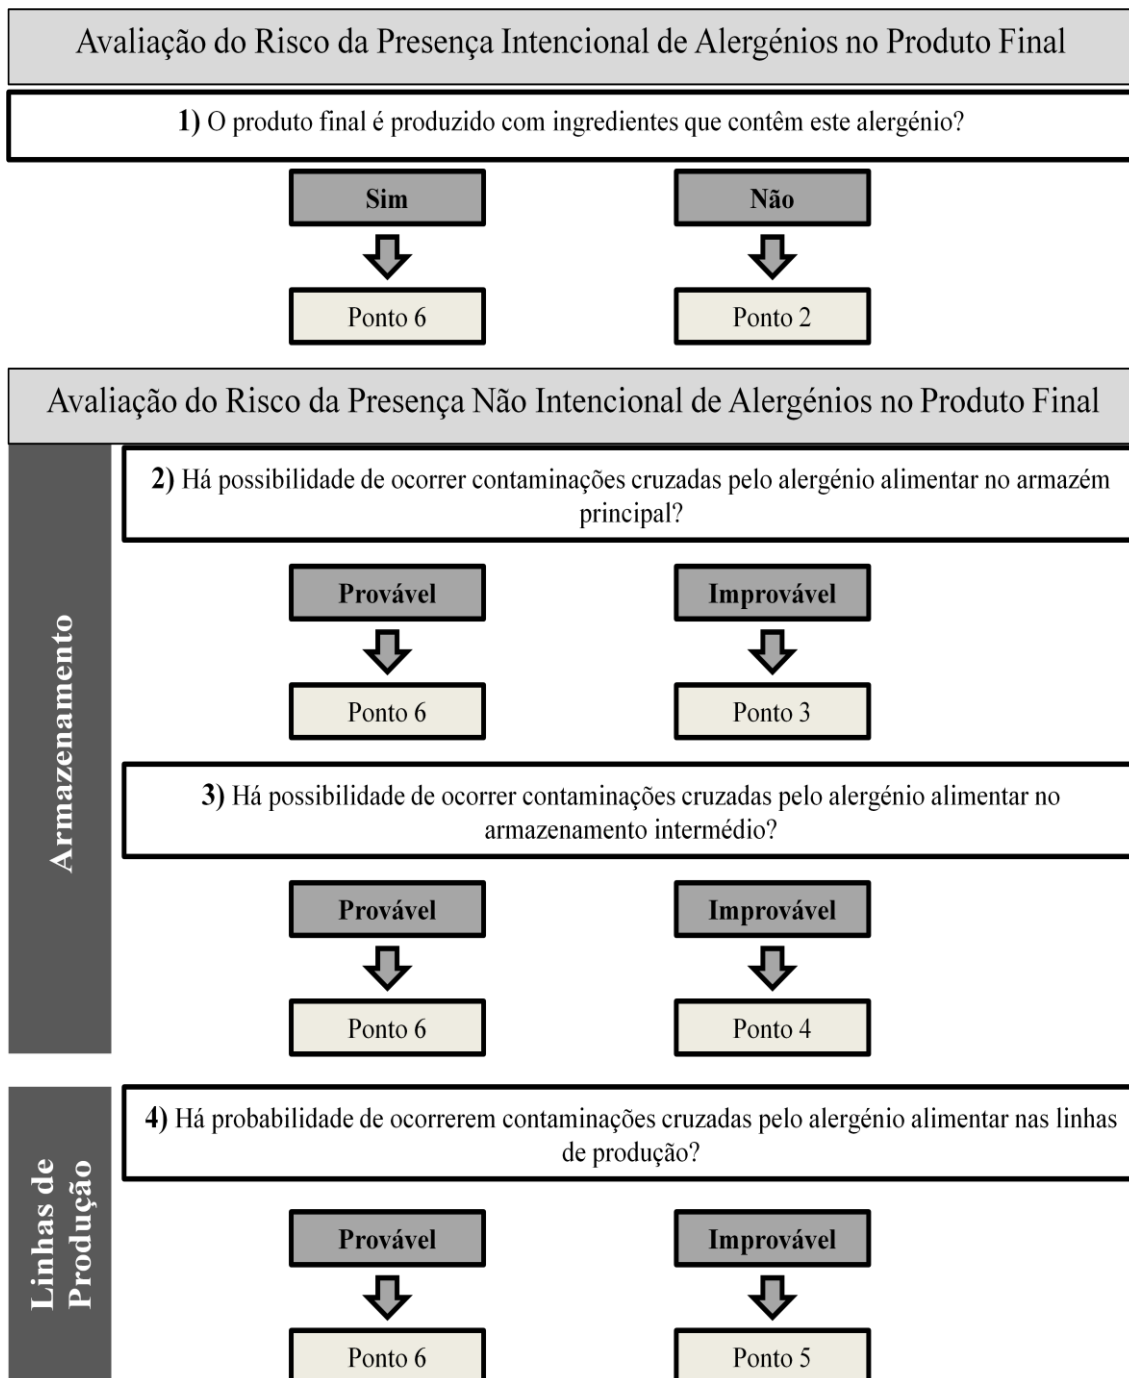 Avaliação do Risco da Presença Intencional de Alergénios no Produto Final
1) O produto final é produzido com ingredientes que contêm este alergénio?
Sim
Não
Ponto 6
Ponto 2
Avaliação do Risco da Presença Não Intencional de Alergénios no Produto Final
Armazenamento
2) Há possibilidade de ocorrer contaminações cruzadas pelo alergénio alimentar no armazém
principal?
Provável
Improvável
Ponto 6
Ponto 3
3) Há possibilidade de ocorrer contaminações cruzadas pelo alergénio alimentar no
armazenamento intermédio?
Provável
Improvável
Ponto 6
Ponto 4
Linhas de
Produção
4) Há probabilidade de ocorrerem contaminações cruzadas pelo alergénio alimentar nas linhas
de produção?
Provável
Improvável
Ponto 6
Ponto 5